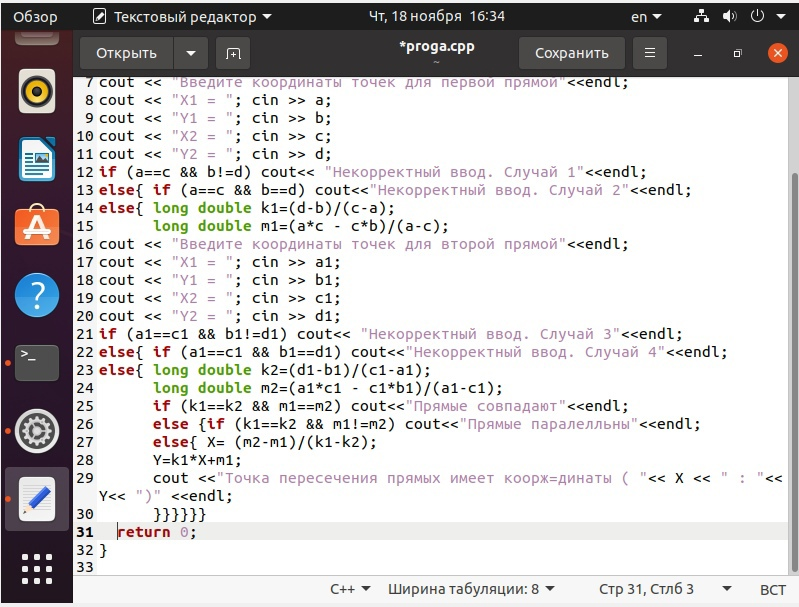 Обзор
Текстовый редактор
Чт, 18 ноября 16:34
en
Открыть
*proga.cpp
~
Сохранить
7 cout << "Введите координаты точек для первой прямой"<<endl;
8 cout << "X1 = "; cin >> a;
9 cout << "Y1 = "; cin >> b;
10 cout << "X2 = "; cin >> c;
11 cout << "Y2 = "; cin >> d;
12 if (a==c && b!=d) cout<< "Некорректный ввод. Случай 1"<<endl;
13 else{ if (a==c && b==d) cout<<"Некорректный ввод. Случай 2"<<endl;
14 else{ long double k1=(d-b)/(c-a);
15 long double m1=(a*c - c*b)/(a-c);
16 cout << "Введите координаты точек для второй прямой"<<endl;
17 cout << "X1 = "; cin >> a1;
18 cout << "Y1 = "; cin >> b1;
19 cout << "X2 = "; cin >> c1;
20 cout << "Y2 = "; cin >> d1;
21 if (a1==c1 && b1!=d1) cout<< "Некорректный ввод. Случай 3"<<endl;
22 else{ if (a1==c1 && b1==d1) cout<<"Некорректный ввод. Случай 4"<<endl;
23 else{ long double k2=(d1-b1)/(c1-a1);
24 long double m2=(a1*c1 - c1*b1)/(a1-c1);
25 if (k1==k2 && m1==m2) cout<<"Прямые совпадают"<<endl;
26 else {if (k1==k2 && m1!=m2) cout<<"Прямые паралелльны"<<endl;
27 else{ X= (m2-m1)/(k1-k2);
28 Y=k1*X+m1;
29 cout <<"Точка пересечения прямых имеет коорж=динаты ( "<< X << " : "<<
Y<< ")" <<endl;
30 }}}}}}
31 return 0;
32 }
33
C++
Ширина табуляции: 8
Стр 31, Стлб 3
ВСТ